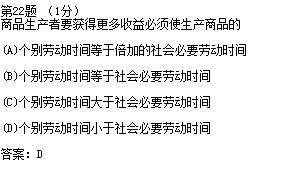 第22题 （1分）
商品生产者要获得更多收益必须使生产商品的
(A)个别劳动时间等于倍加的社会必要劳动时间
(B)个别劳动时间等于社会必要劳动时间
(C)个别劳动时间大于社会必要劳动时间
(D)个别劳动时间小于社会必要劳动时间
答案：D